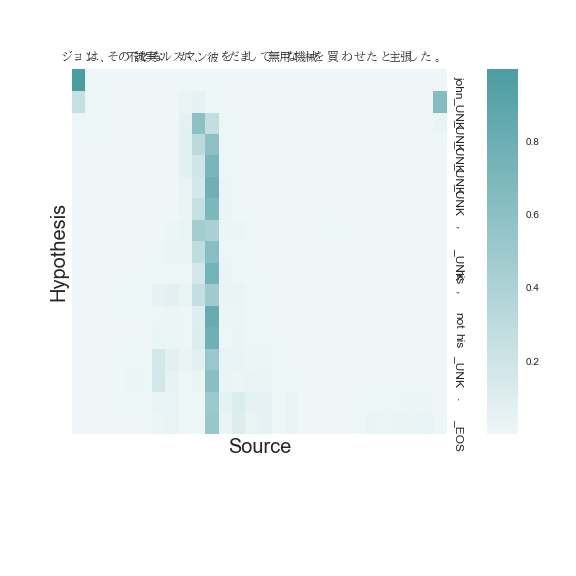 ジョンは、その不誠実なセールスマンが、彼をだまして無用な機械を買わせたと主張した。
Hypothesis
john
_UNK
_UNK
_UNK
_UNK
_UNK
_UNK
,
_UNK
his
,
not
his
_UNK
.
_EOS
0.8
0.6
0.4
0.2
Source